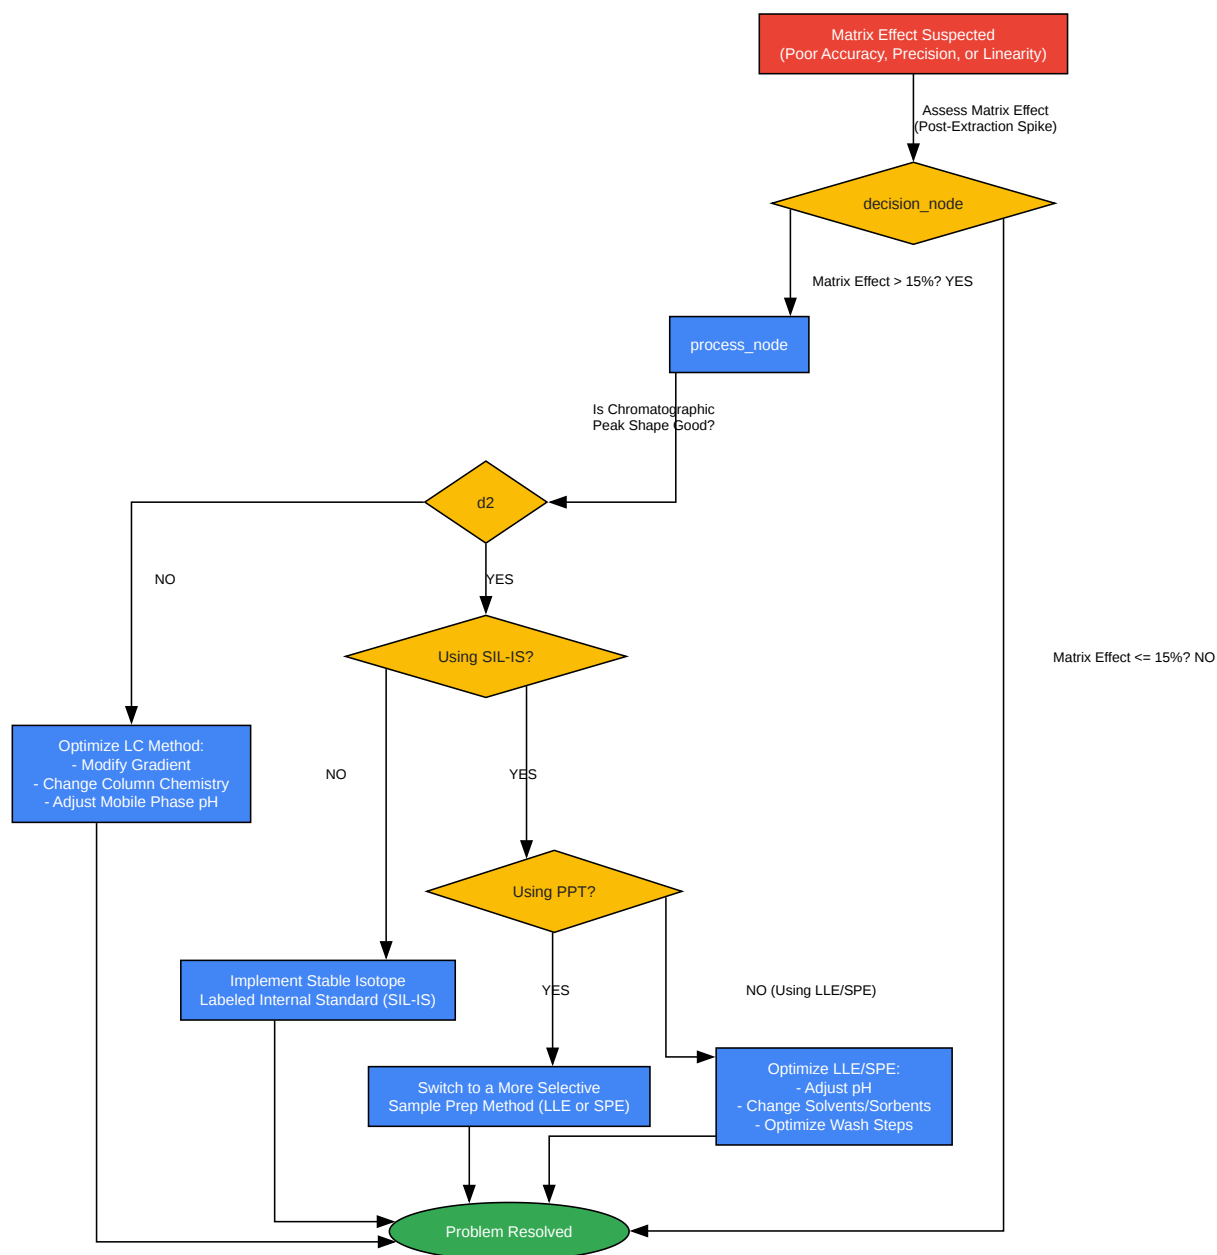 Matrix Effect Suspected
(Poor Accuracy, Precision, or Linearity)
Assess Matrix Effect
(Post-Extraction Spike)
decision_node
Matrix Effect > 15%? YES
process_node
Is Chromatographic
Peak Shape Good?
d2
NO
YES
Using SIL-IS?
Matrix Effect <= 15%? NO
Optimize LC Method:
- Modify Gradient
- Change Column Chemistry
- Adjust Mobile Phase pH
NO
YES
Using PPT?
Implement Stable Isotope
Labeled Internal Standard (SIL-IS)
YES
NO (Using LLE/SPE)
Switch to a More Selective
Sample Prep Method (LLE or SPE)
Optimize LLE/SPE:
- Adjust pH
- Change Solvents/Sorbents
- Optimize Wash Steps
Problem Resolved